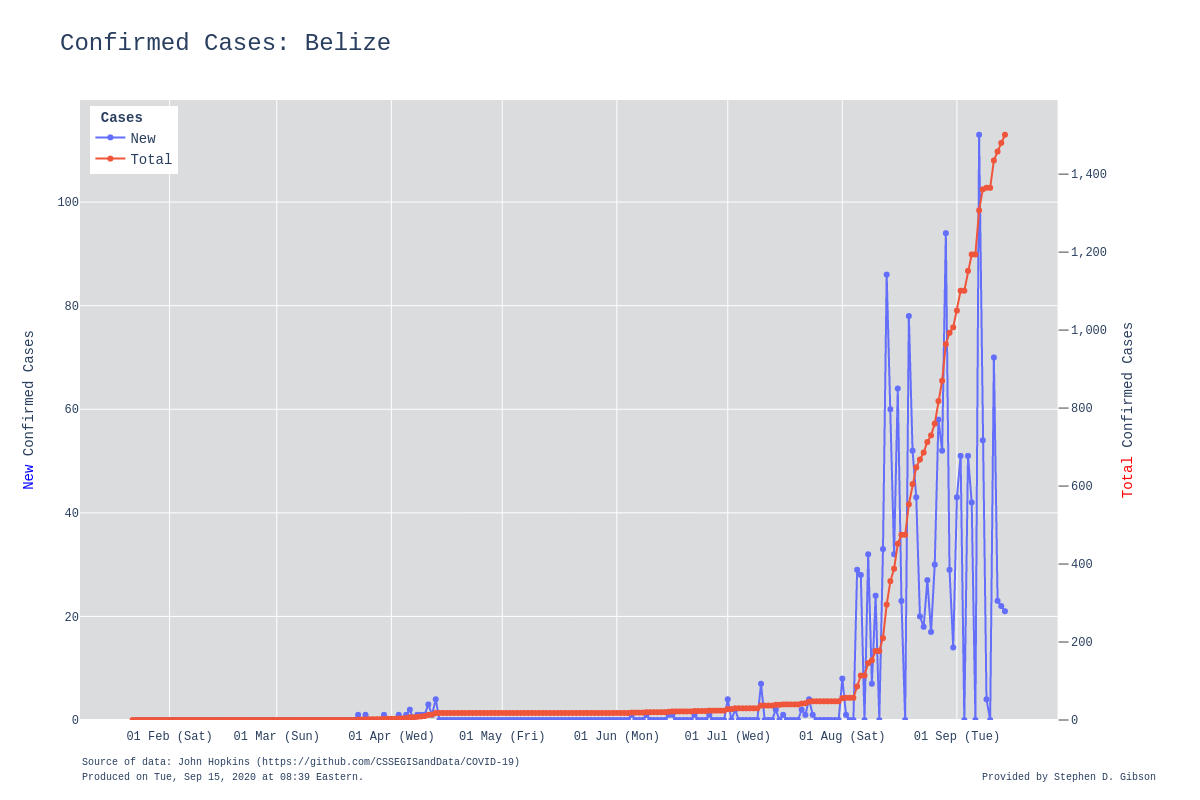 Confirmed Cases: Belize
Cases
New
Total
100
80
60
40
20
0
1,400
1,200
1,000
800
600
400
200
0
New Confirmed Cases
Total Confirmed Cases
01 Feb (Sat)
01 Mar (Sun)
01 Apr (Wed)
01 May (Fri)
01 Jun (Mon)
01 Jul (Wed)
01 Aug (Sat)
01 Sep (Tue)
Source of data: John Hopkins (https://github.com/CSSEGISandData/COVID-19)
Produced on Tue, Sep 15, 2020 at 08:39 Eastern.
Provided by Stephen D. Gibson